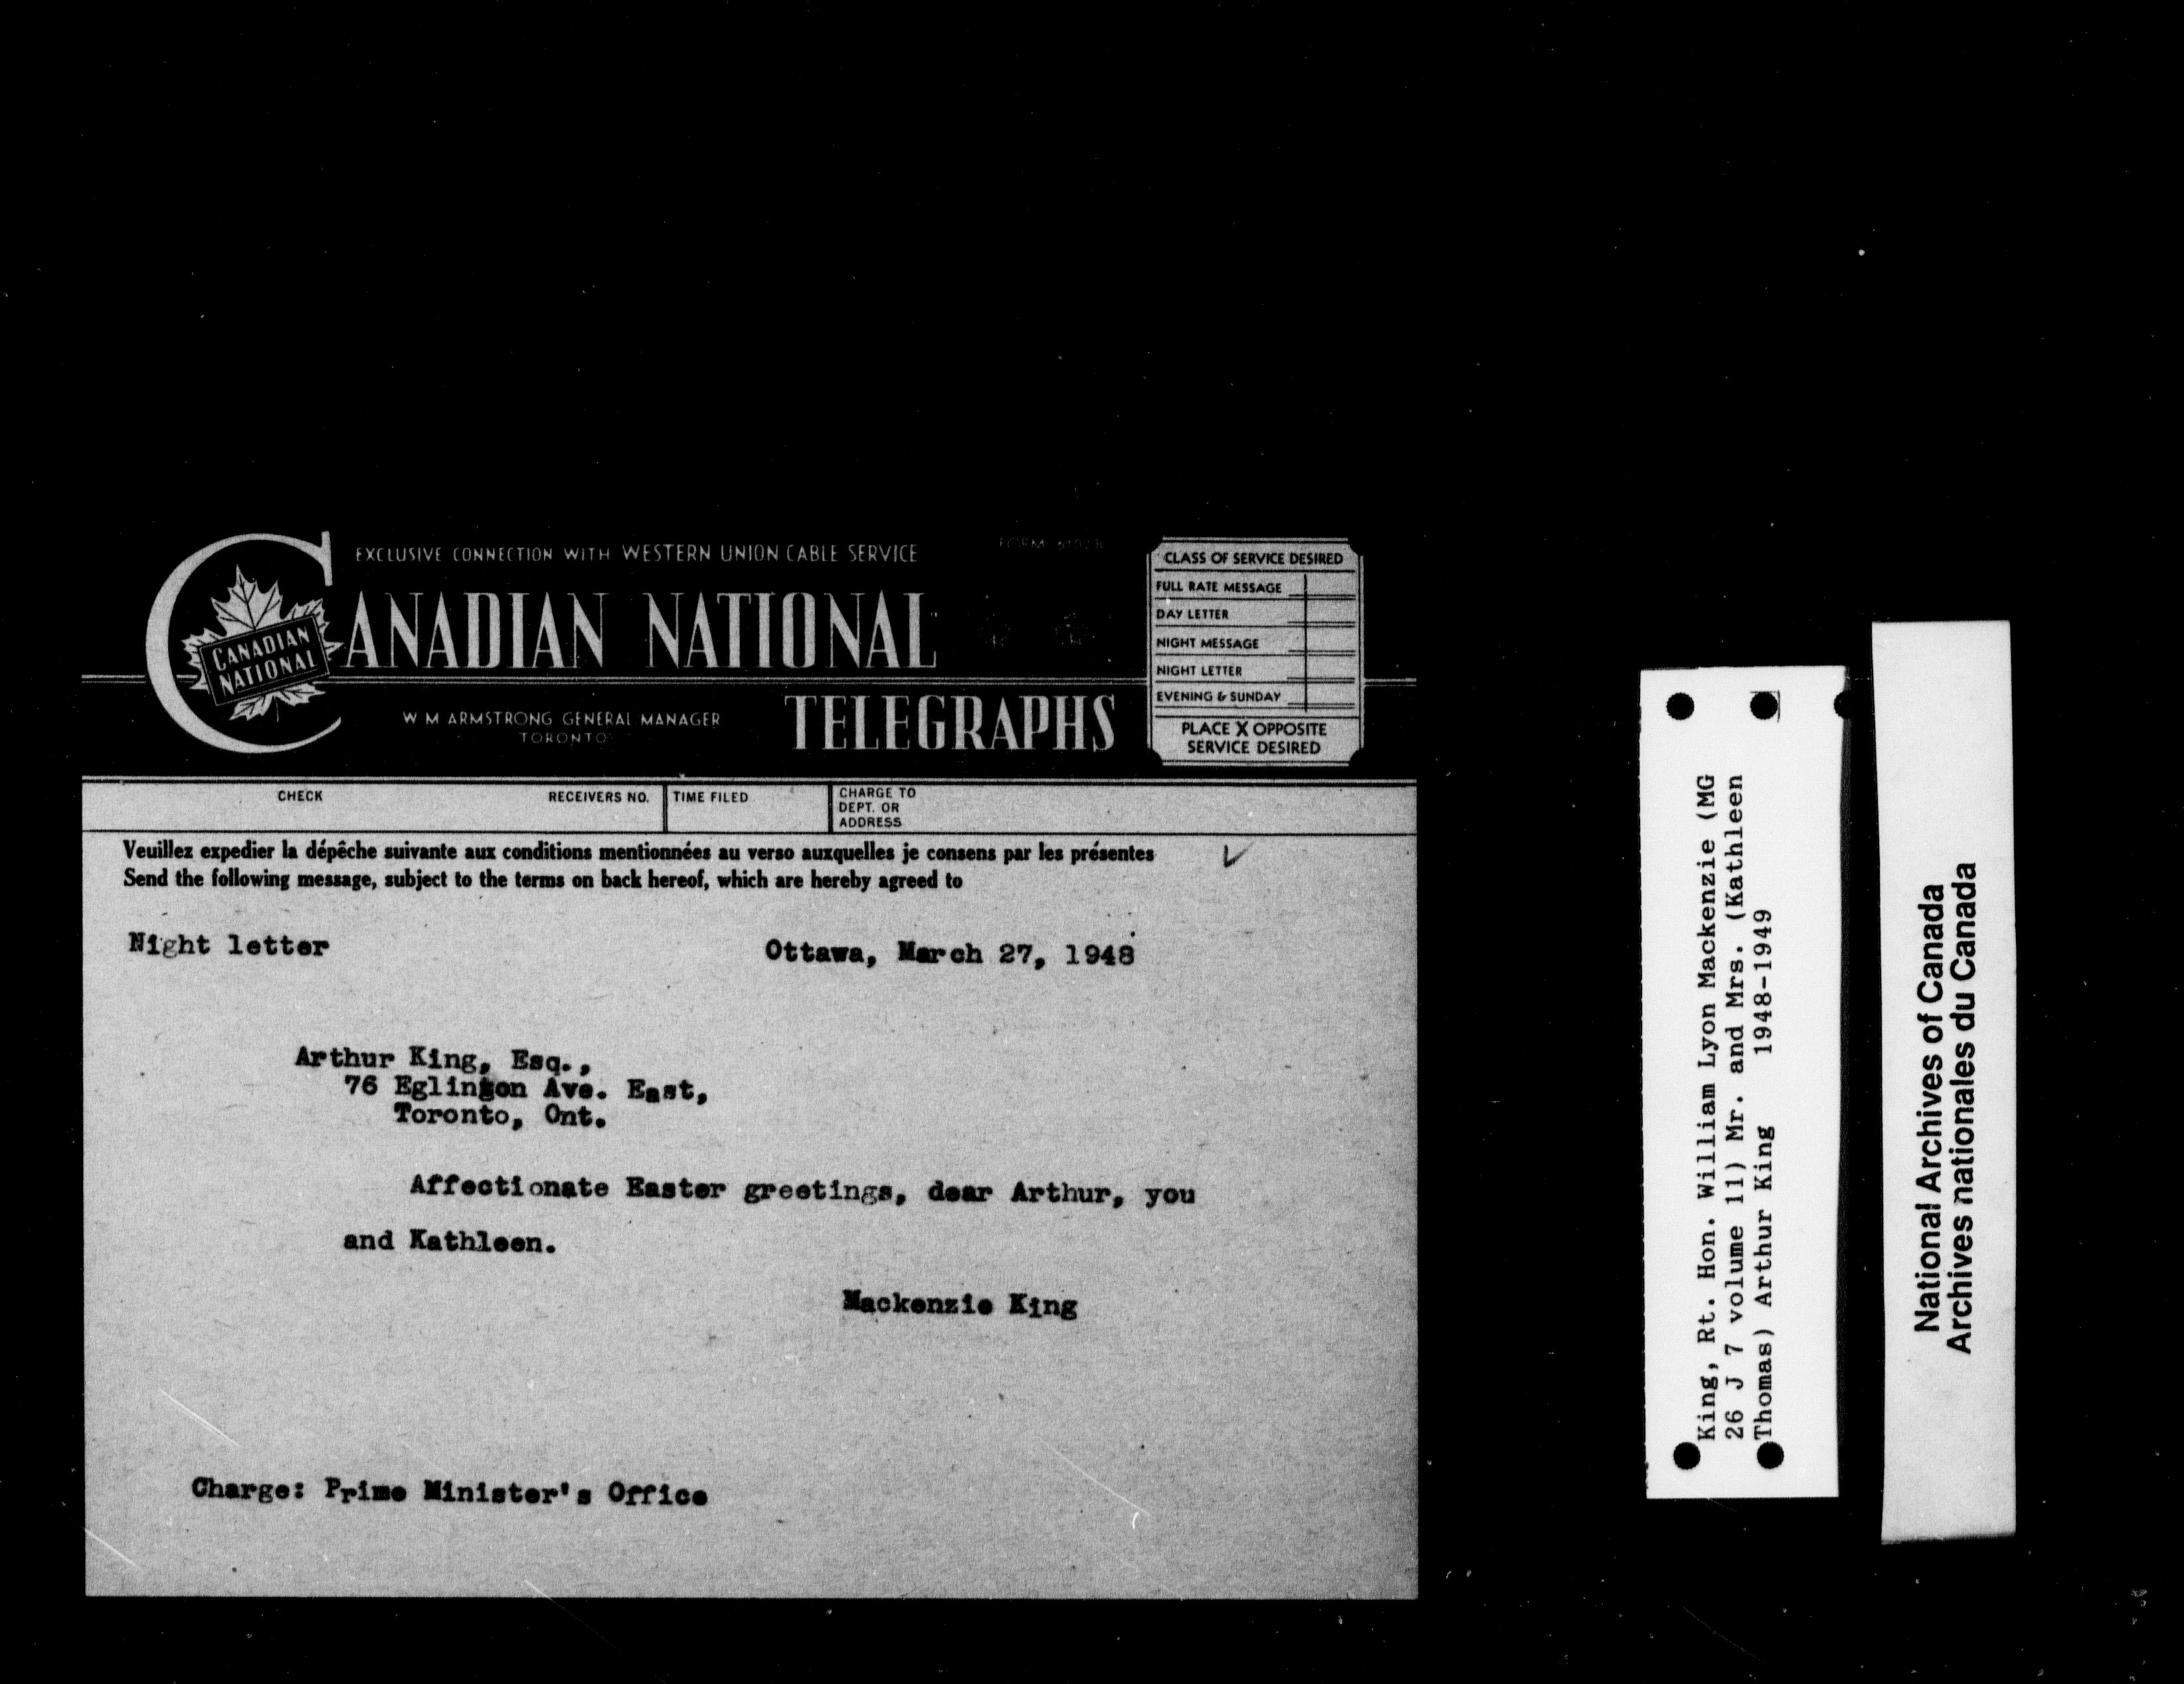 EXCLUSIVE CONNECTION WITH WESTERN UNION CABLE SERVICE
CANADIAN NATIONAL
CANADIAN
NATIONAL
TELEGRAPHS
W M ARMSTRONG GENERAL MANAGER
TORONTO
CLASS OF SERVICE DESIRED
FULL RATE MESSAGE
DAY LETTER
NIGHT MESSAGE
NIGHT LETTER
EVENING & SUNDAY
PLACE X OPPOSITE
SERVICE DESIRED
CHECK
RECEIVERS NO.
TIME FILED
CHARGE TO
DEPT. OR
ADDRESS
Veuillez expedier la dépêche suivante aux conditions mentionnées au verso auxquelles je consens par les présentes
Send the following message, subject to the terms on back hereof, which are hereby agreed to
Night letter
Ottawa, March 27, 1948
Arthur King, Esq.,
76 Eglinton Ave. East,
Toronto, Ont.
Affectionate Easter greetings, dear Arthur, you
and Kathleen.
Mackenzie King
Charge: Prime Minister's Office
King, Rt. Hon. William Lyon Mackenzie (MG
26 J 7 volume 11) Mr. and Mrs. (Kathleen
Thomas) Arthur King 1948-1949
National Archives of Canada
Archives nationales du Canada